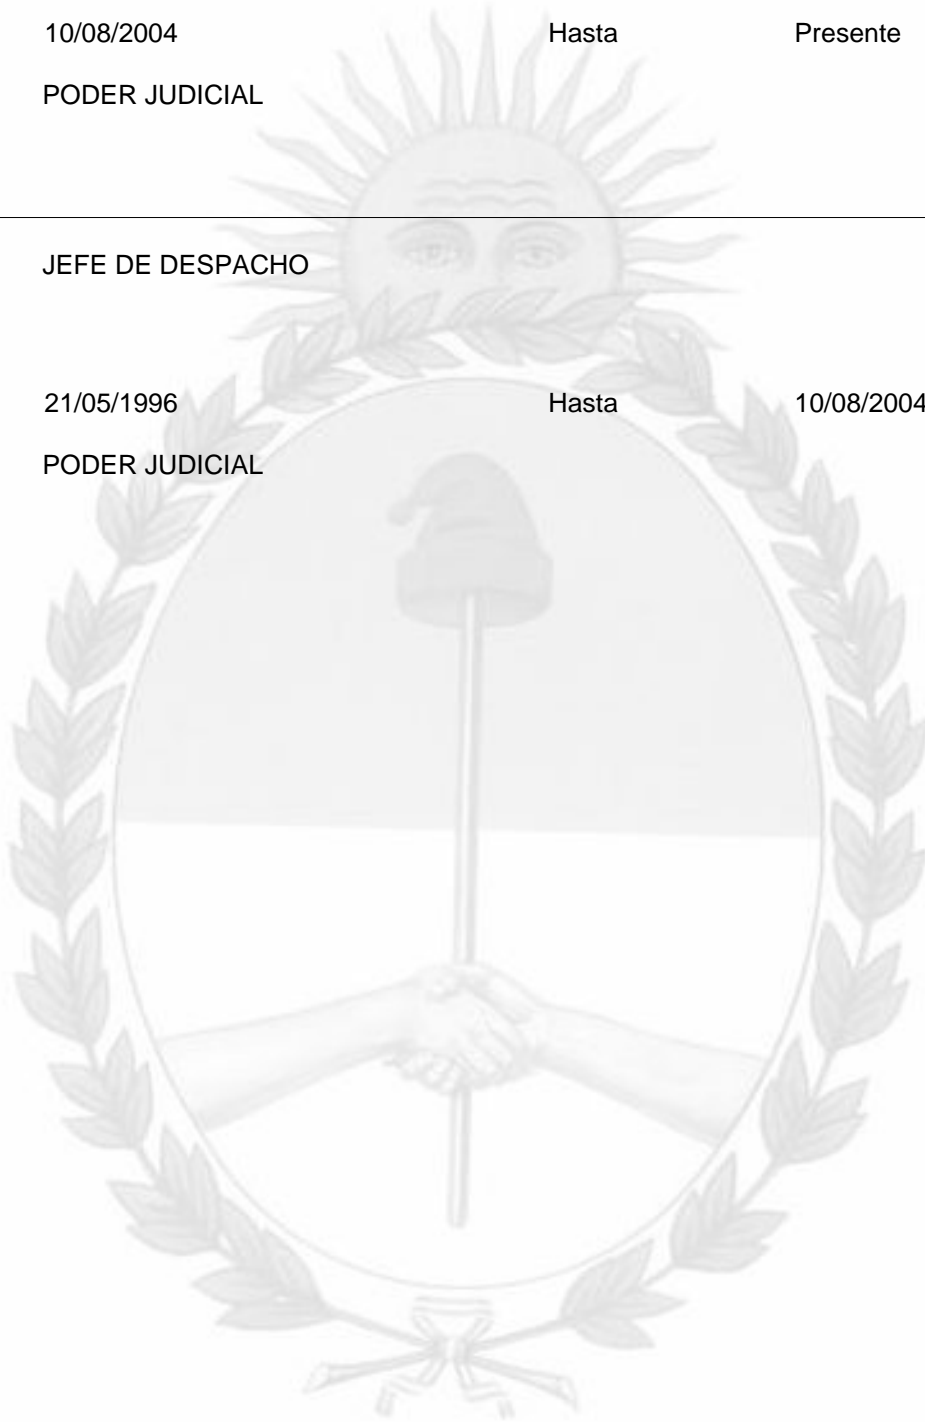 10/08/2004 Hasta Presente
PODER JUDICIAL
JEFE DE DESPACHO
21/05/1996 Hasta 10/08/2004
PODER JUDICIAL